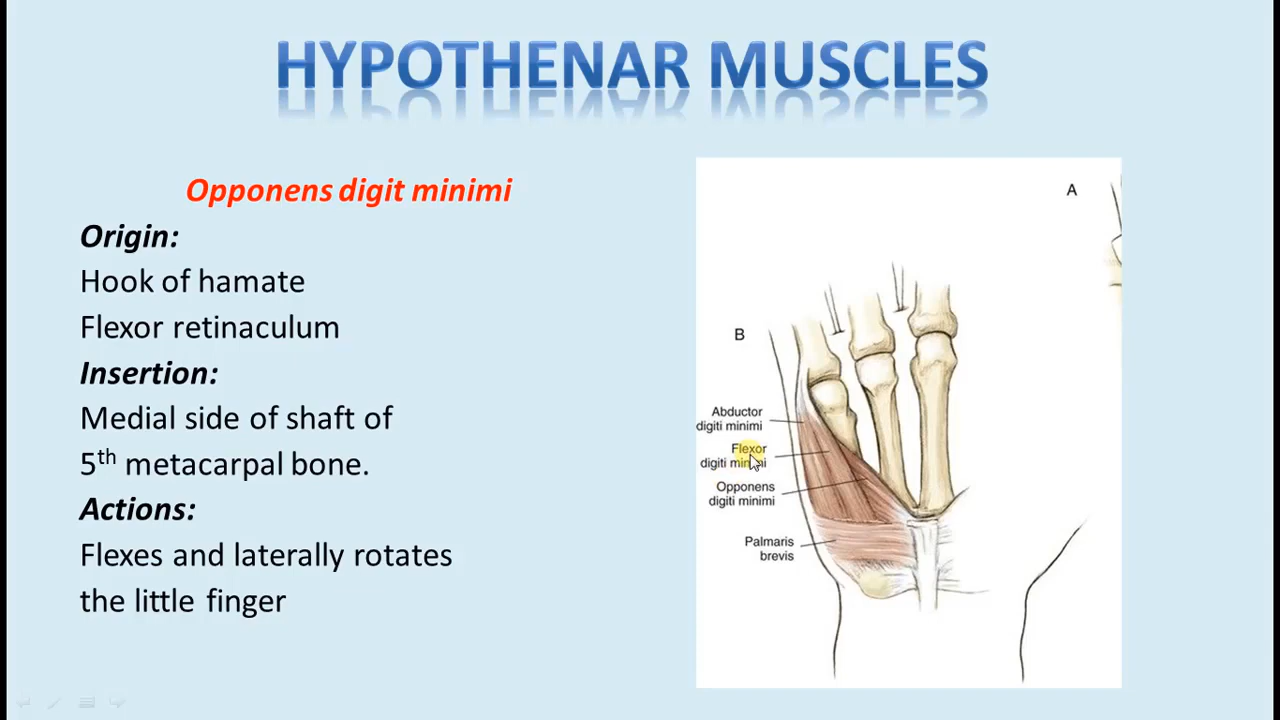 HYPOTHENAR MUSCLES
Opponens digit minimi
Origin:
Hook of hamate
Flexor retinaculum
Insertion:
Medial side of shaft of
5th metacarpal bone.
Actions:
Flexes and laterally rotates
the little finger
A
B
Abductor
digiti minimi
Flexor
digiti minimi
Opponens
digiti minimi
Palmaris
brevis